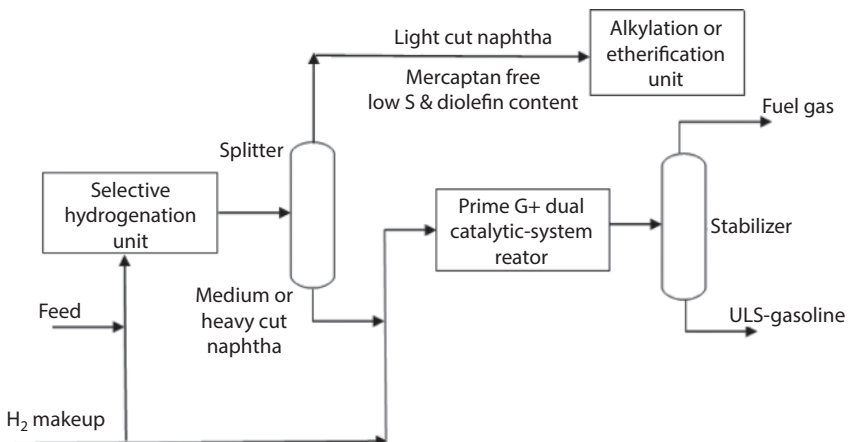 Light cut naphtha
Mercaptan free
low S & diolefin content
Alkylation or
etherification
unit
Fuel gas
Splitter
Selective
hydrogenation
unit
Prime G+ dual
catalytic-system
reator
Stabilizer
Medium or
heavy cut
naphtha
Feed
ULS-gasoline
H₂ makeup